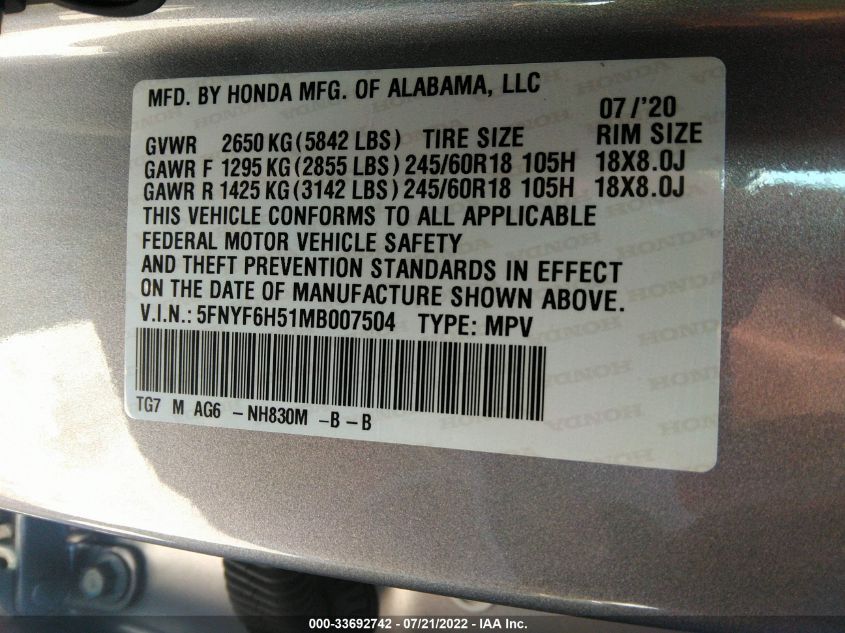 MFD. BY HONDA MFG. OF ALABAMA, LLC
07/'20
GVWR 2650 KG (5842 LBS) TIRE SIZE RIM SIZE
GAWR F 1295 KG (2855 LBS) 245/60R18 105H 18X8.0J
GAWR R 1425 KG (3142 LBS) 245/60R18 105H 18X8.0J
THIS VEHICLE CONFORMS TO ALL APPLICABLE
FEDERAL MOTOR VEHICLE SAFETY
AND THEFT PREVENTION STANDARDS IN EFFECT
ON THE DATE OF MANUFACTURE SHOWN ABOVE.
V.I.N.: 5FNYF6H51MB007504 TYPE: MPV
TG7 M AG6 - NH830M - B - B
000-33692742 - 07/21/2022 - IAA Inc.